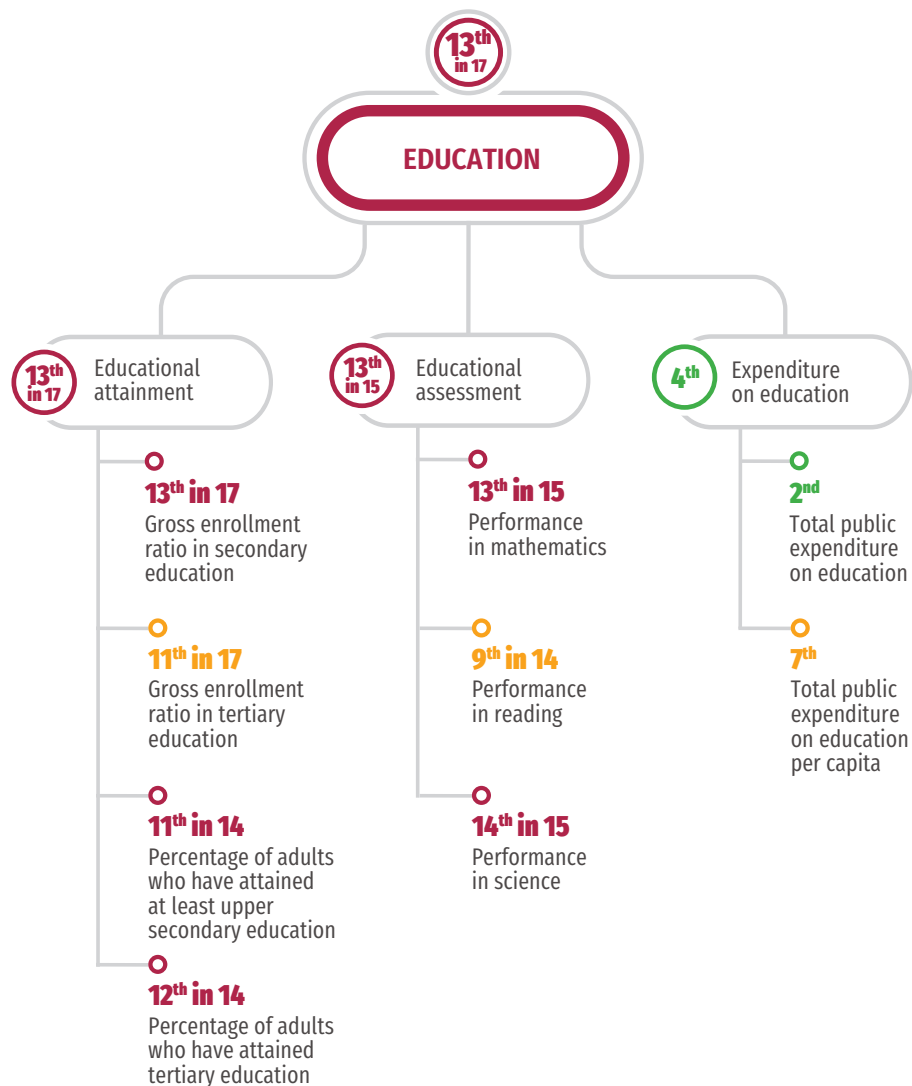 13th
in 17
EDUCATION
13th
in 17
Educational
attainment
13th in 17
Gross enrollment
ratio in secondary
education
11th in 17
Gross enrollment
ratio in tertiary
education
11th in 14
Percentage of adults
who have attained
at least upper
secondary education
12th in 14
Percentage of adults
who have attained
tertiary education
13th
in 15
Educational
assessment
13th in 15
Performance
in mathematics
9th in 14
Performance
in reading
14th in 15
Performance
in science
4th
Expenditure
on education
2nd
Total public
expenditure
on education
7th
Total public
expenditure
on education
per capita